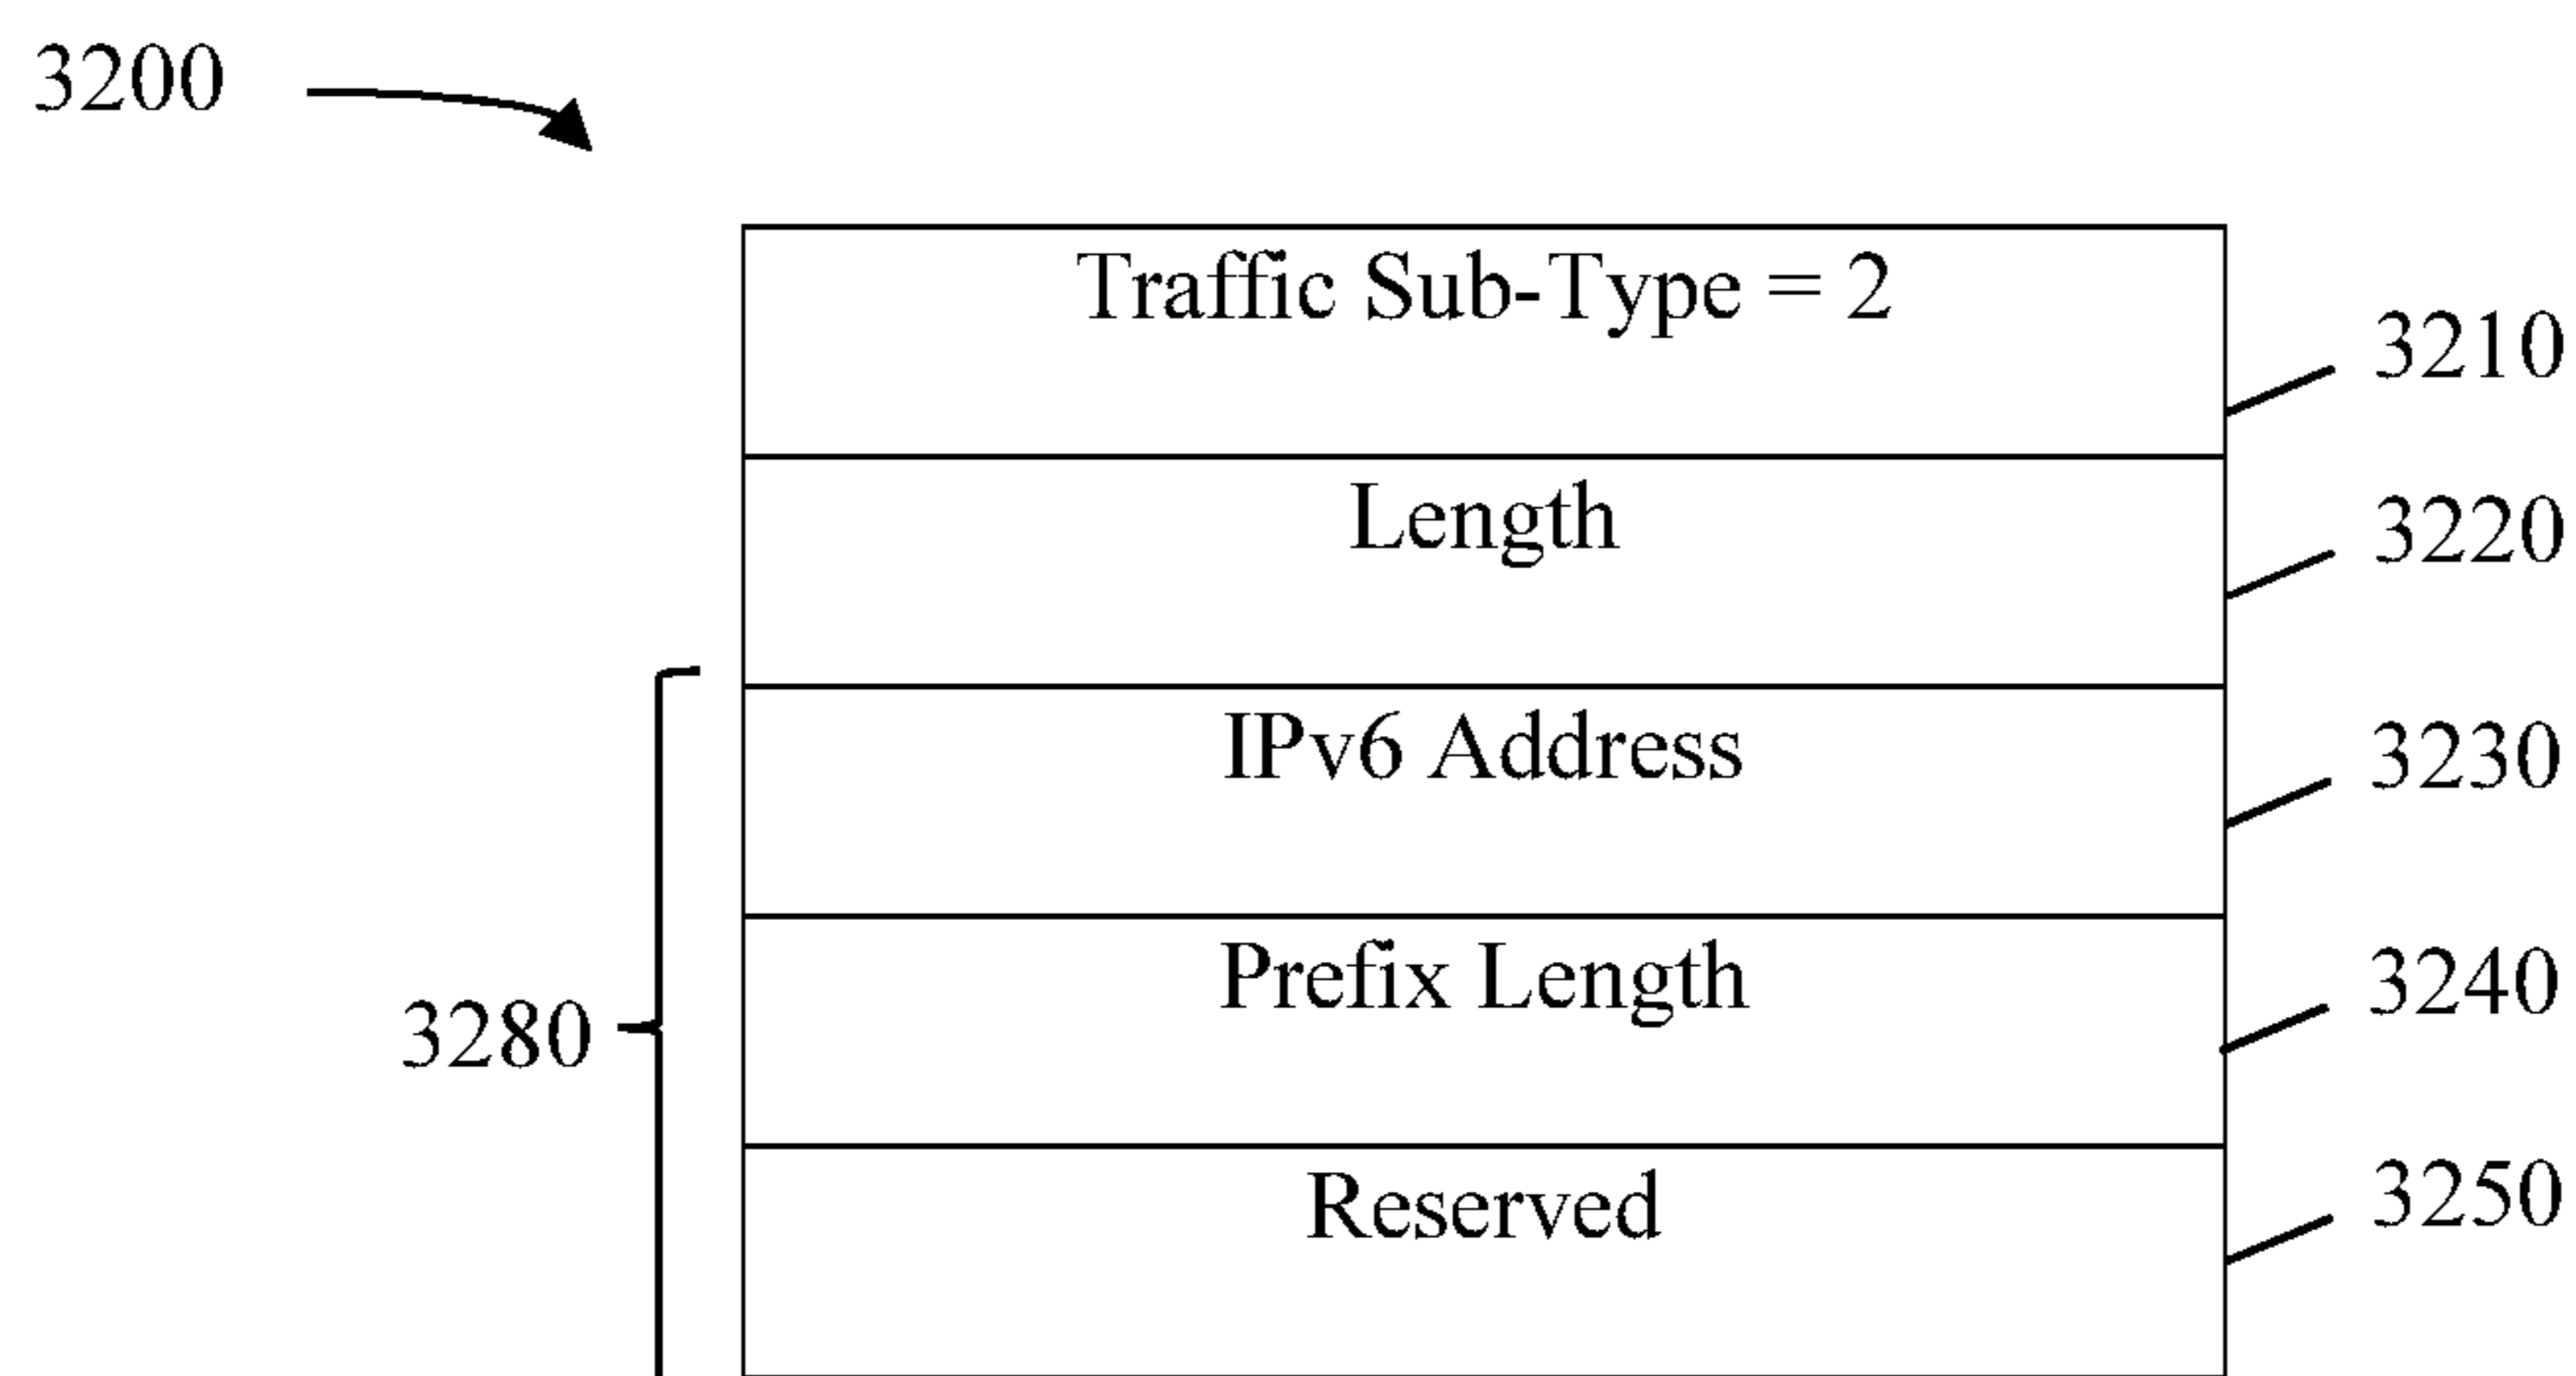 3200
Traffic Sub-Type = 2
3210
Length
3220
IPv6 Address
3230
Prefix Length
3240
3280
Reserved
3250